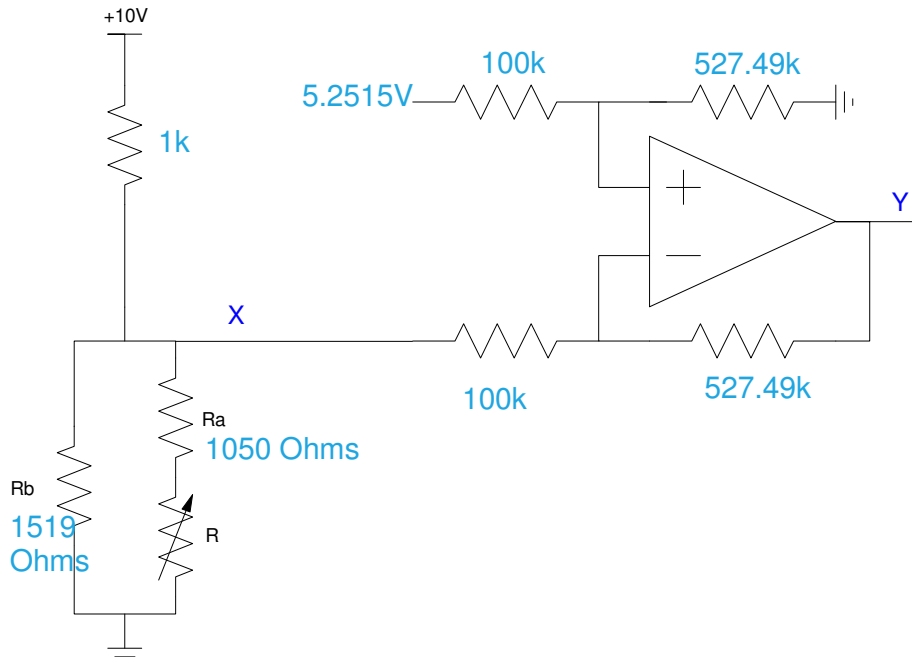 +10V
1k
5.2515V
100k
527.49k
Y
X
100k
527.49k
Ra
1050 Ohms
Rb
1519
Ohms
R